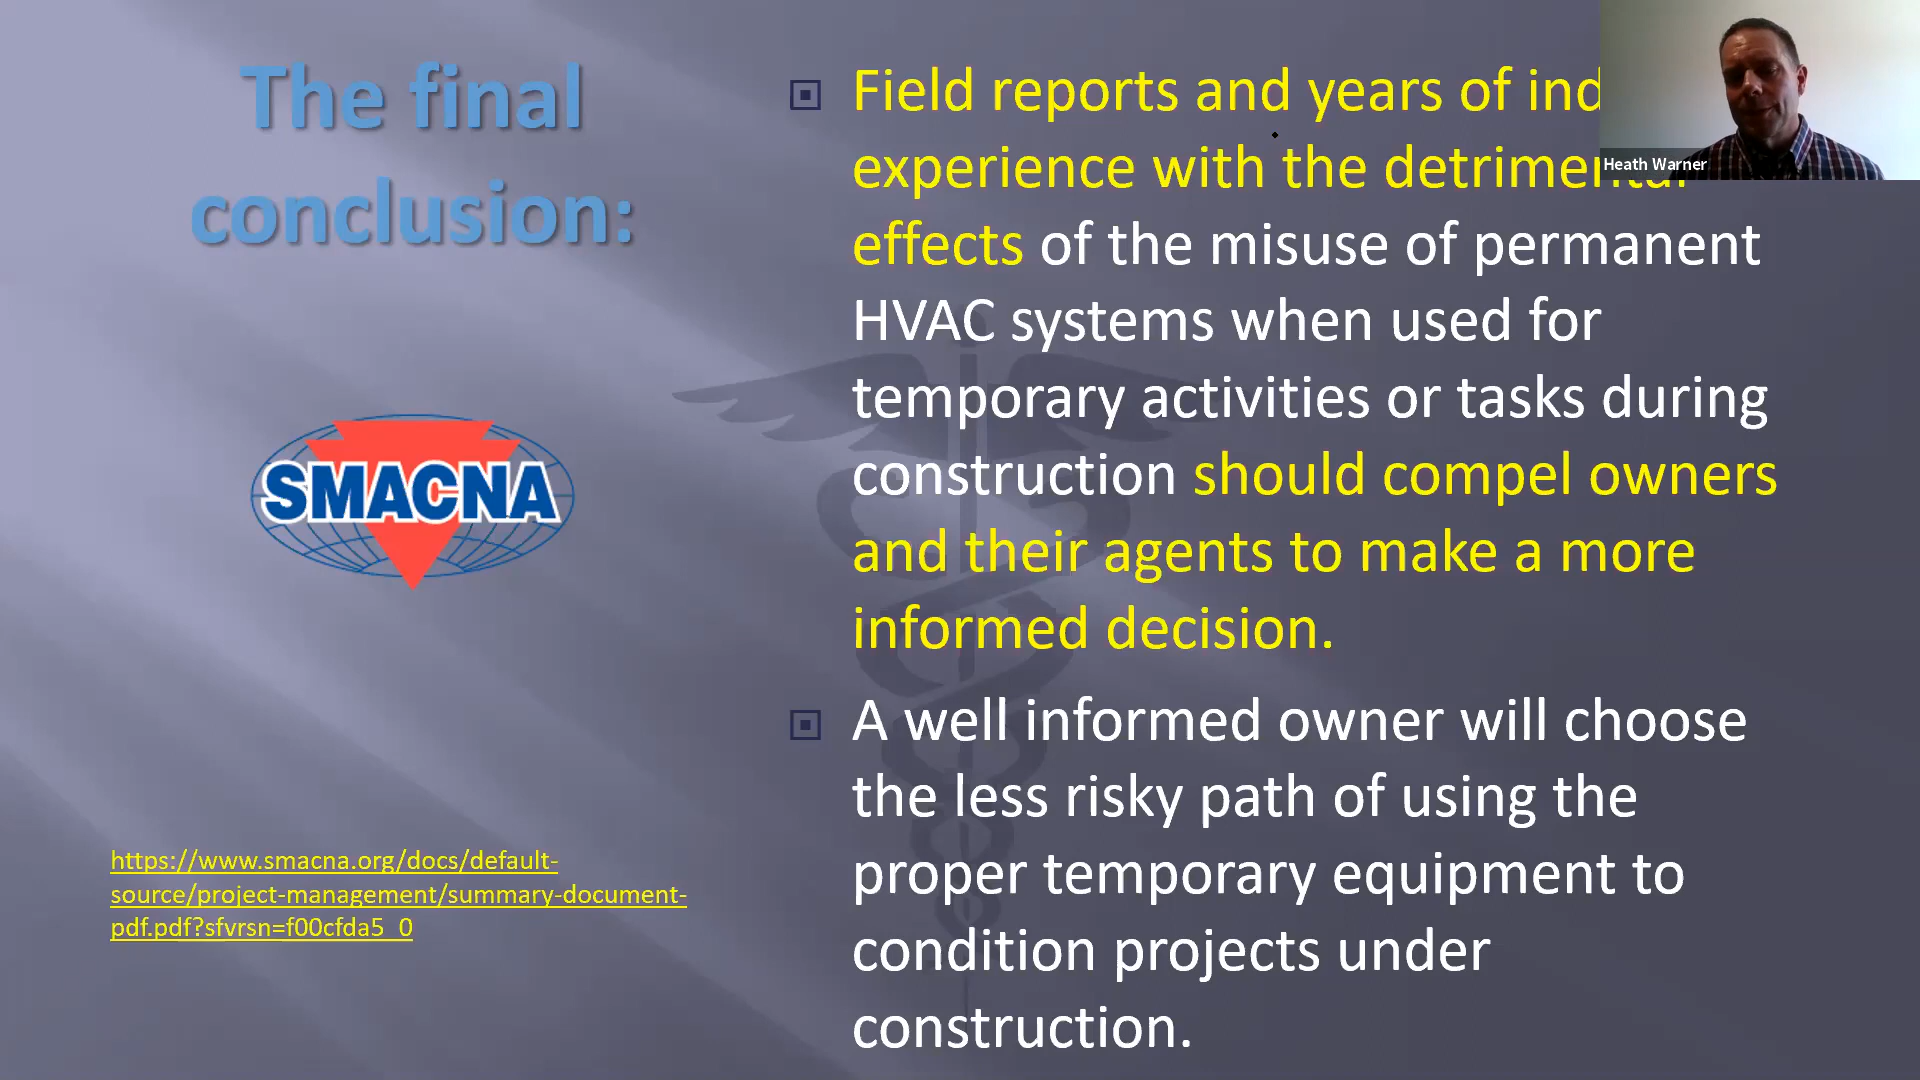 The final
conclusion:
SMACNA
https://www.smacna.org/docs/default-
source/project-management/summary-document-
pdf.pdf?sfvrsn=f00cfda5_0
Field reports and years of
experience with the detrimental
effects of the misuse of permanent
HVAC systems when used for
temporary activities or tasks during
construction should compel owners
and their agents to make a more
informed decision.
A well informed owner will choose
the less risky path of using the
proper temporary equipment to
condition projects under
construction.
Heath Warner